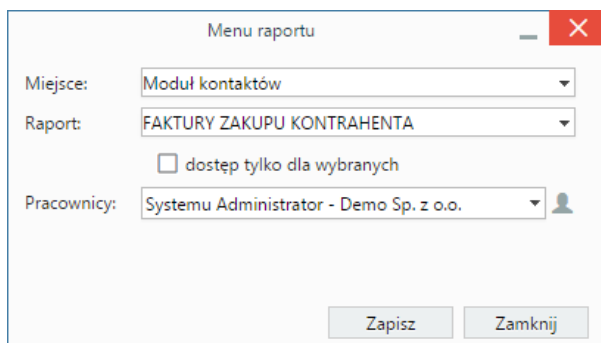 Menu raportu
Miejsce: Moduł kontaktów
Raport: FAKTURY ZAKUPU KONTRAHENTA
dostęp tylko dla wybranych
Pracownicy: Systemu Administrator - Demo Sp. z o.o.
Zapisz Zamknij